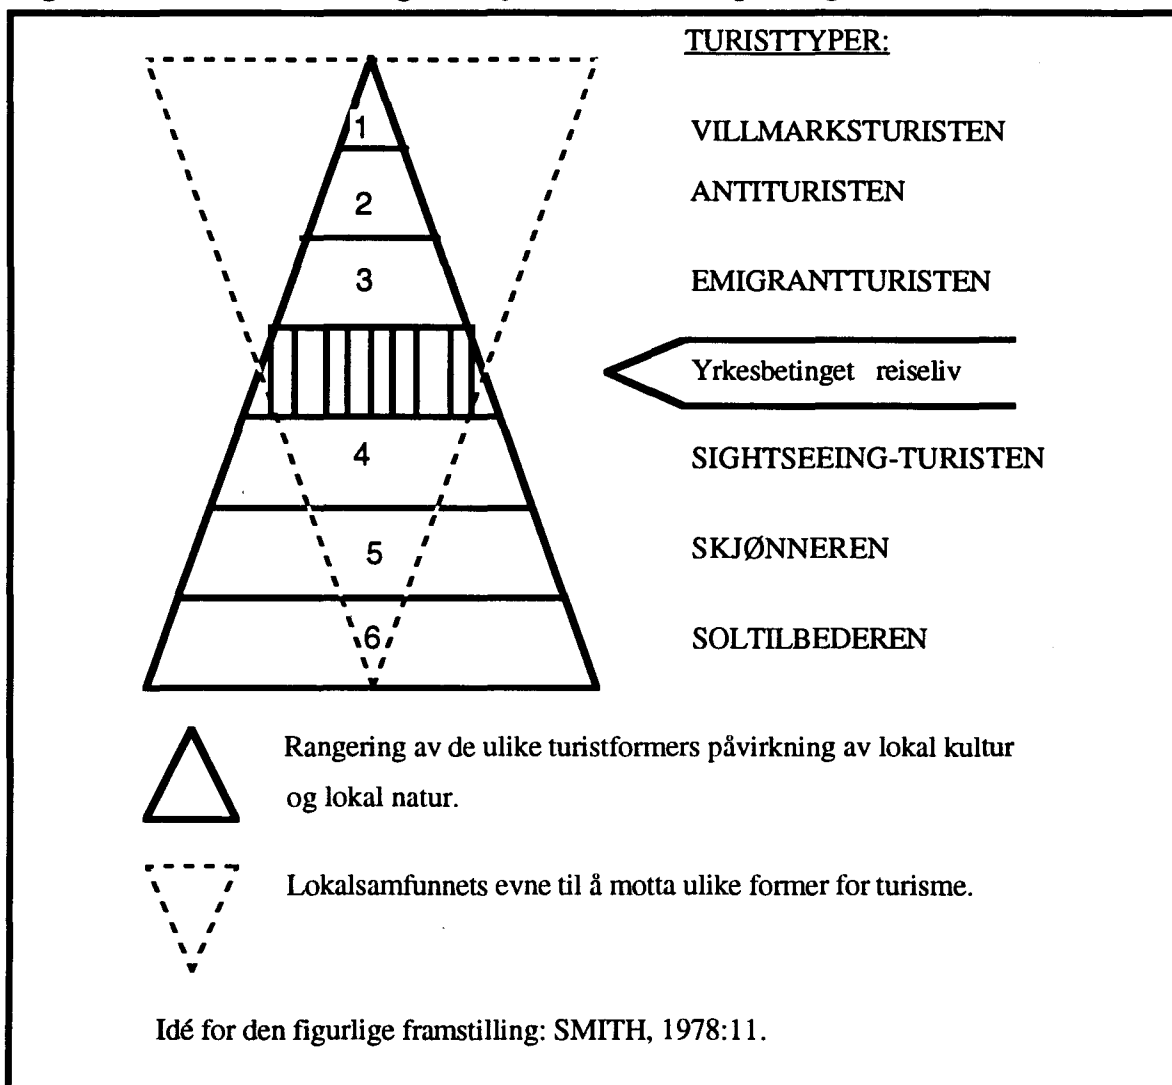 TURISTTYPER:
1 VILLMARKSTURISTEN
2 ANTITURISTEN
3 EMIGRANTTURISTEN
Yrkesbetinget reiseliv
4 SIGHTSEEING-TURISTEN
5 SKJØNNEREN
6 SOLTILBEDEREN
Rangering av de ulike turistformers påvirkning av lokal kultur
og lokal natur.
Lokalsamfunnets evne til å motta ulike former for turisme.
Idé for den figurlige framstilling: SMITH, 1978:11.